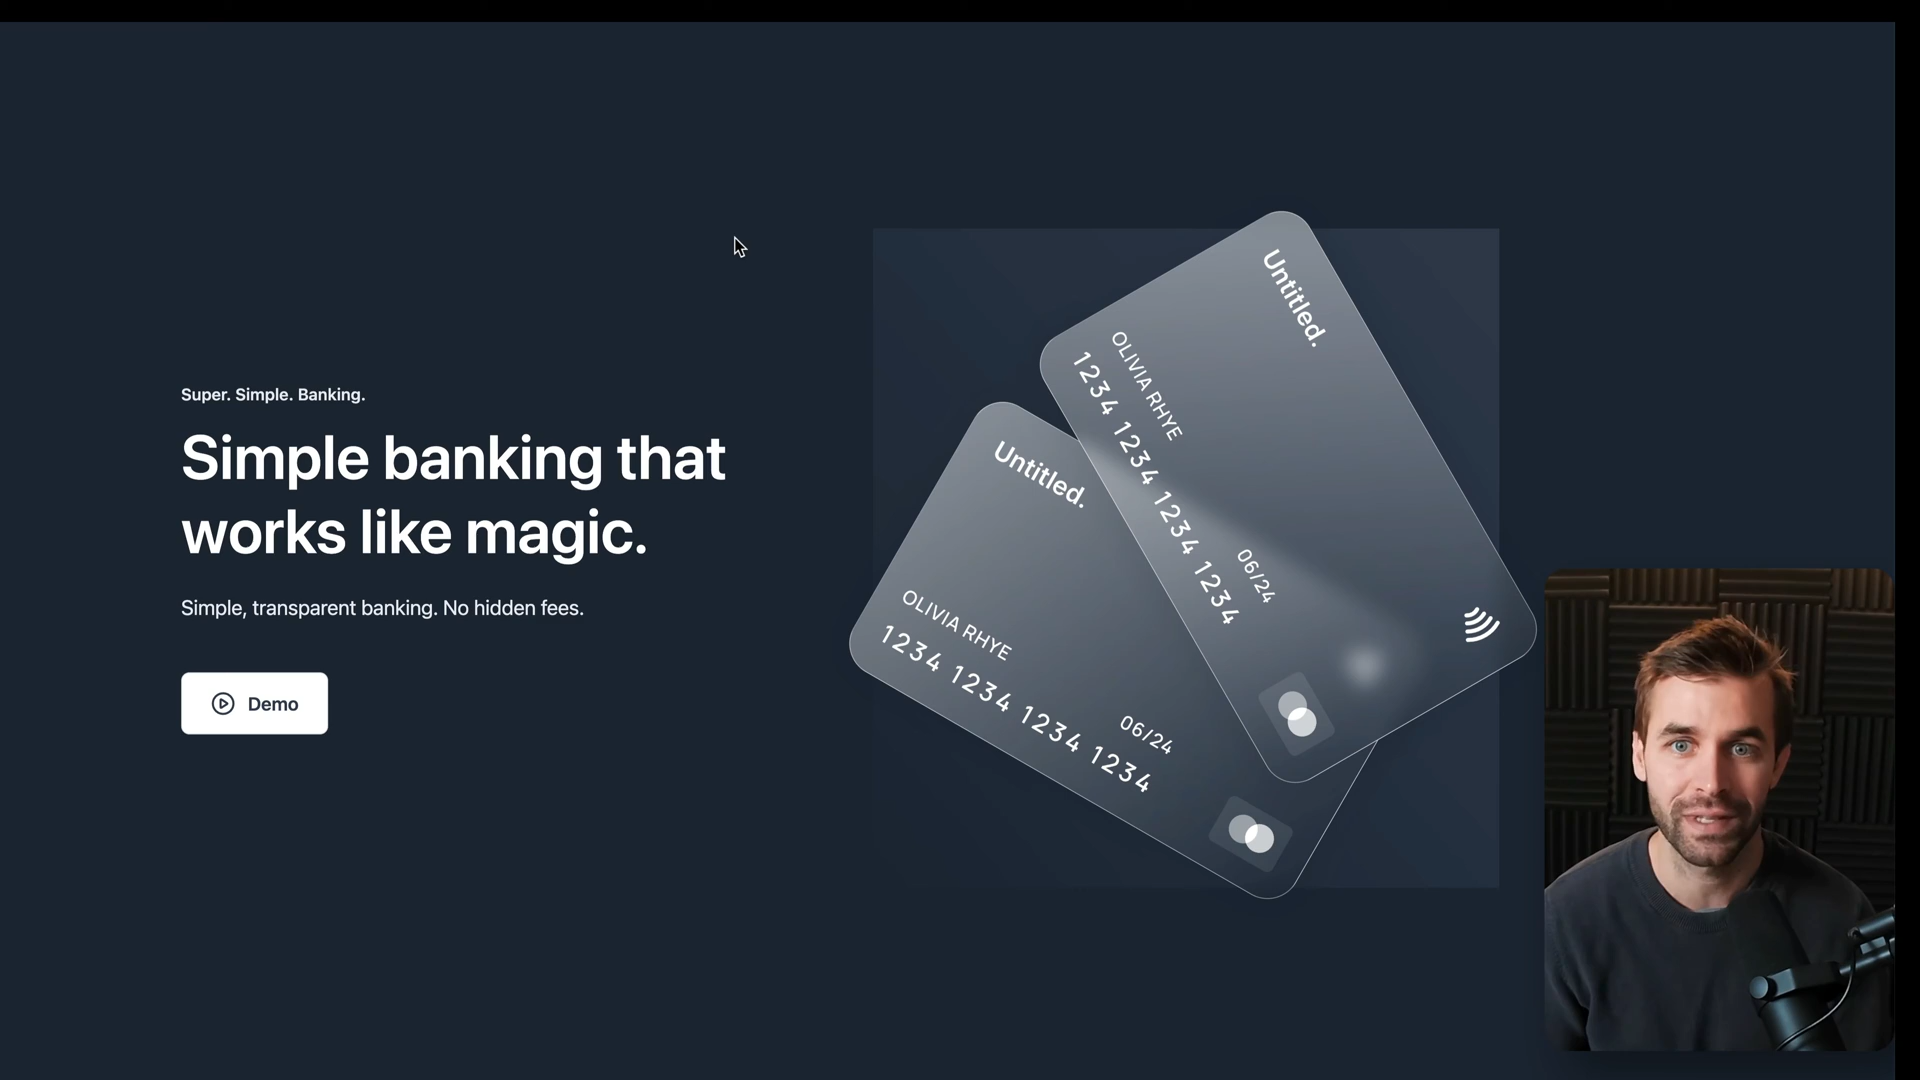 Super. Simple. Banking.
Simple banking that
works like magic.
Simple, transparent banking. No hidden fees.
Demo
Untitled.
OLIVIA RHYE
06/24
1234 1234 1234 1234
Untitled.
OLIVIA RHYE
06/24
1234 1234 1234 1234